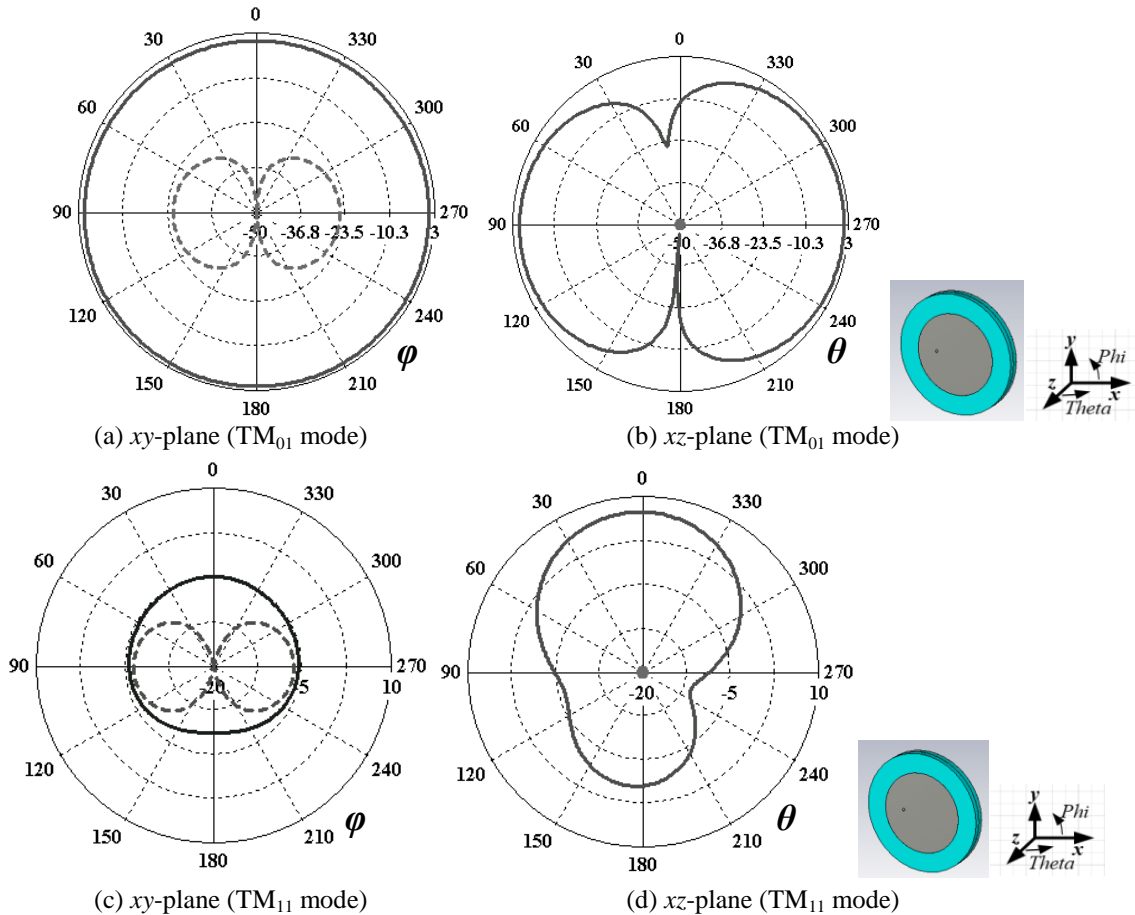 0
30 330
60 300
90 270
-50 -36.8 -23.5 -10.3 3
120 240
150 210
180
φ
0
30 330
60 300
90 270
-50 -36.8 -23.5 -10.3 3
120 240
150 210
180
θ
y
Phi
z
x
Theta
(a) xy-plane (TM01 mode)
(b) xz-plane (TM01 mode)
0
30 330
60 300
90 270
-20 -5 10
120 240
150 210
180
φ
0
30 330
60 300
90 270
-20 -5 10
120 240
150 210
180
θ
y
Phi
z
x
Theta
(c) xy-plane (TM11 mode)
(d) xz-plane (TM11 mode)